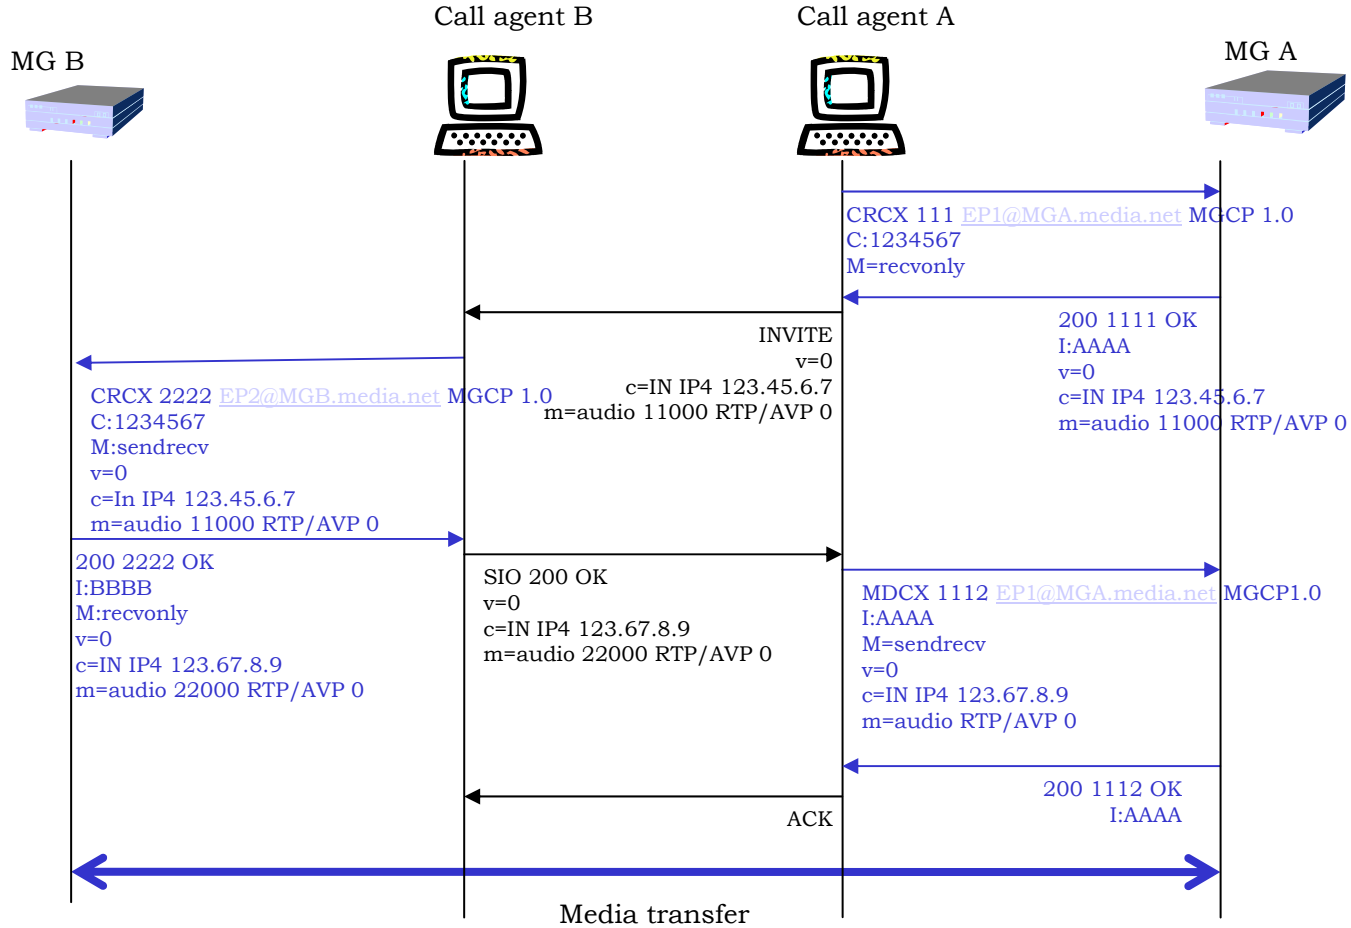 Call agent B
Call agent A
MG B
MG A
CRCX 111 EP1@MGA.media.net MGCP 1.0
C:1234567
M=recvonly
200 1111 OK
I:AAAA
v=0
c=IN IP4 123.45.6.7
m=audio 11000 RTP/AVP 0
INVITE
v=0
c=IN IP4 123.45.6.7
m=audio 11000 RTP/AVP 0
CRCX 2222 EP2@MGB.media.net MGCP 1.0
C:1234567
M:sendrecv
v=0
c=In IP4 123.45.6.7
m=audio 11000 RTP/AVP 0
200 2222 OK
I:BBBB
M:recvonly
v=0
c=IN IP4 123.67.8.9
m=audio 22000 RTP/AVP 0
SIO 200 OK
v=0
c=IN IP4 123.67.8.9
m=audio 22000 RTP/AVP 0
MDCX 1112 EP1@MGA.media.net MGCP1.0
I:AAAA
M=sendrecv
v=0
c=IN IP4 123.67.8.9
m=audio RTP/AVP 0
200 1112 OK
I:AAAA
ACK
Media transfer